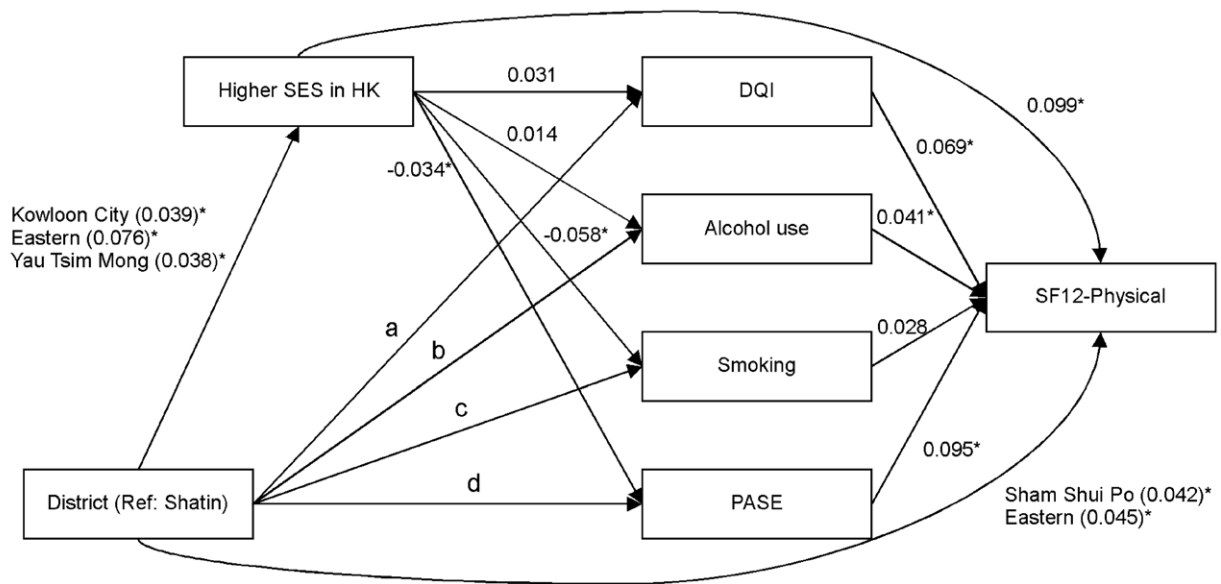 Higher SES in HK
0.031
DQI
0.099*
0.014
0.069*
-0.034*
Kowloon City (0.039)*
Eastern (0.076)*
Yau Tsim Mong (0.038)*
-0.058*
Alcohol use
0.041*
SF12-Physical
a
b
Smoking
0.028
c
0.095*
District (Ref: Shatin)
d
PASE
Sham Shui Po (0.042)*
Eastern (0.045)*